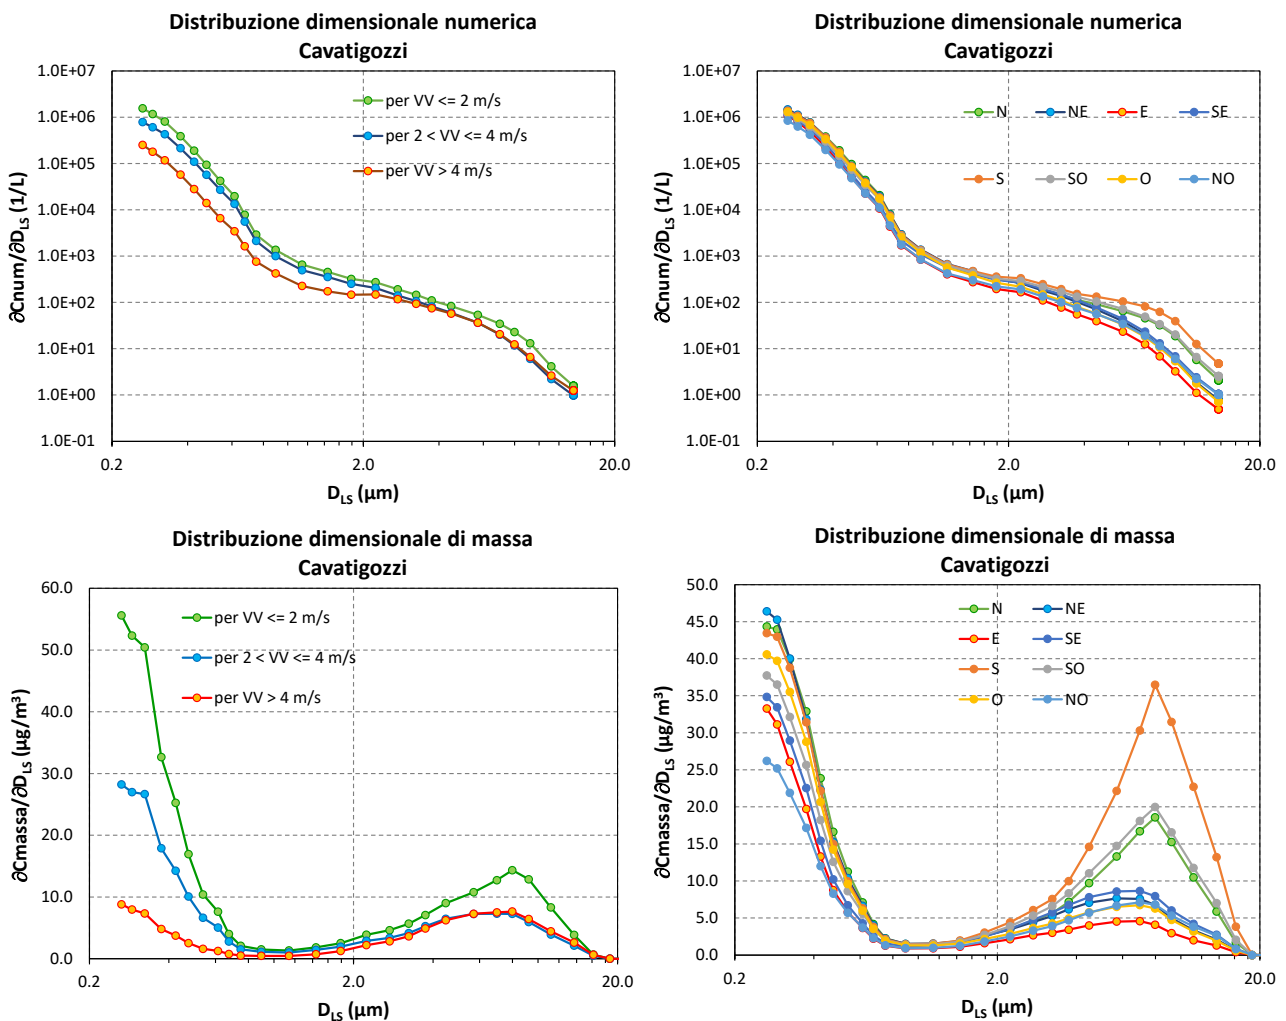 Distribuzione dimensionale numerica
Cavatigozzi
1.0E+07
1.0E+06
1.0E+05
1.0E+04
1.0E+03
1.0E+02
1.0E+01
1.0E+00
1.0E-01
∂Cnum/∂D_LS (1/L)
per VV <= 2 m/s
per 2 < VV <= 4 m/s
per VV > 4 m/s
0.2 2.0 20.0
D_LS (µm)
Distribuzione dimensionale numerica
Cavatigozzi
1.0E+07
1.0E+06
1.0E+05
1.0E+04
1.0E+03
1.0E+02
1.0E+01
1.0E+00
1.0E-01
∂Cnum/∂D_LS (1/L)
N NE E SE
S SO O NO
0.2 2.0 20.0
D_LS (µm)
Distribuzione dimensionale di massa
Cavatigozzi
60.0
50.0
40.0
30.0
20.0
10.0
0.0
∂Cmassa/∂D_LS (µg/m³)
per VV <= 2 m/s
per 2 < VV <= 4 m/s
per VV > 4 m/s
0.2 2.0 20.0
D_LS (µm)
Distribuzione dimensionale di massa
Cavatigozzi
50.0
45.0
40.0
35.0
30.0
25.0
20.0
15.0
10.0
5.0
0.0
∂Cmassa/∂D_LS (µg/m³)
N NE
E SE
S SO
O NO
0.2 2.0 20.0
D_LS (µm)